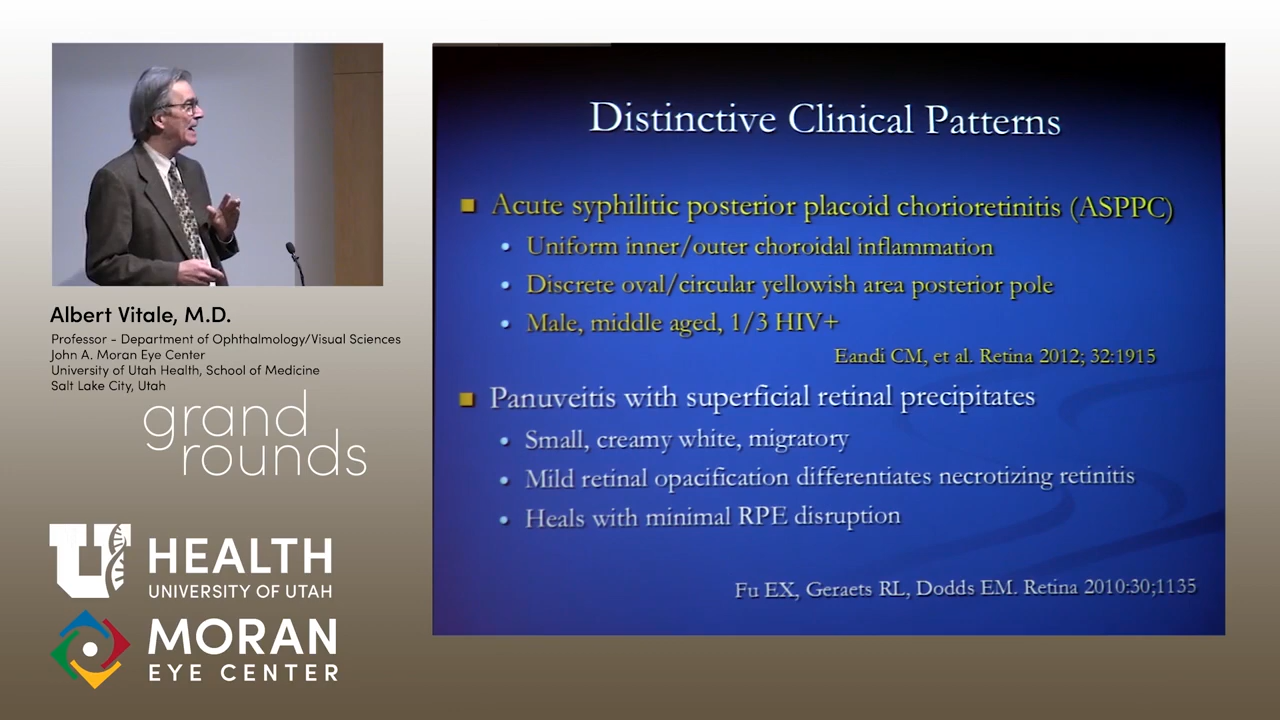 Albert Vitale, M.D.
Professor - Department of Ophthalmology/Visual Sciences
John A. Moran Eye Center
University of Utah Health, School of Medicine
Salt Lake City, Utah
grand
rounds
U HEALTH
UNIVERSITY OF UTAH
MORAN
EYE CENTER
Distinctive Clinical Patterns
Acute syphilitic posterior placoid chorioretinitis (ASPPC)
Uniform inner/outer choroidal inflammation
Discrete oval/circular yellowish area posterior pole
Male, middle aged, 1/3 HIV+
Eandi CM, et al. Retina 2012; 32:1915
Panuveitis with superficial retinal precipitates
Small, creamy white, migratory
Mild retinal opacification differentiates necrotizing retinitis
Heals with minimal RPE disruption
Fu EX, Geraets RL, Dodds EM. Retina 2010:30;1135